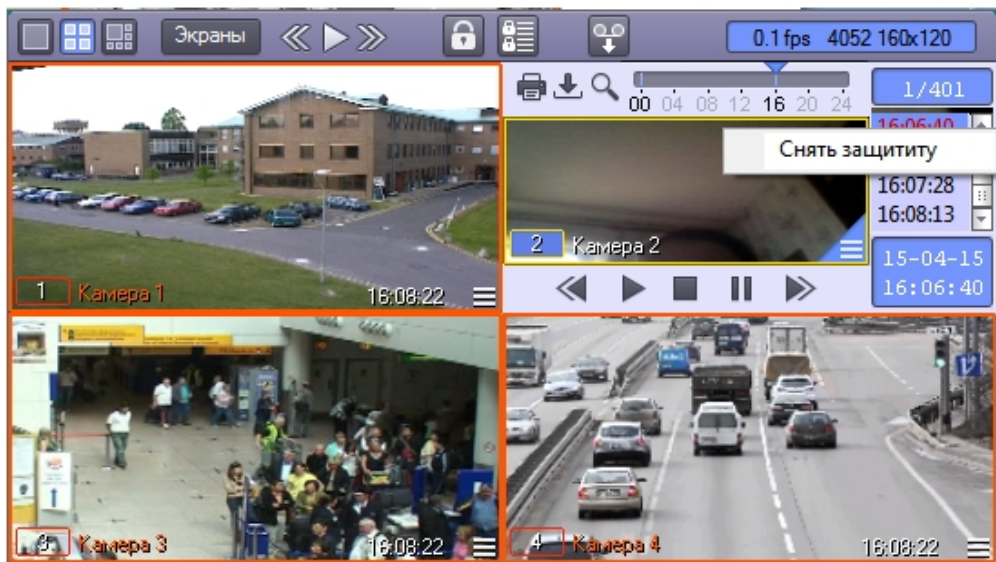 Экраны
0.1 fps 4052 160x120
00 04 08 12 16 20 24
1/401
16:06:40
Снять защититу
16:07:28
16:08:13
2 Камера 2
15-04-15
16:06:40
1 Камера 1 16:08:22
3 Камера 3 16:08:22
4 Камера 4 16:08:22